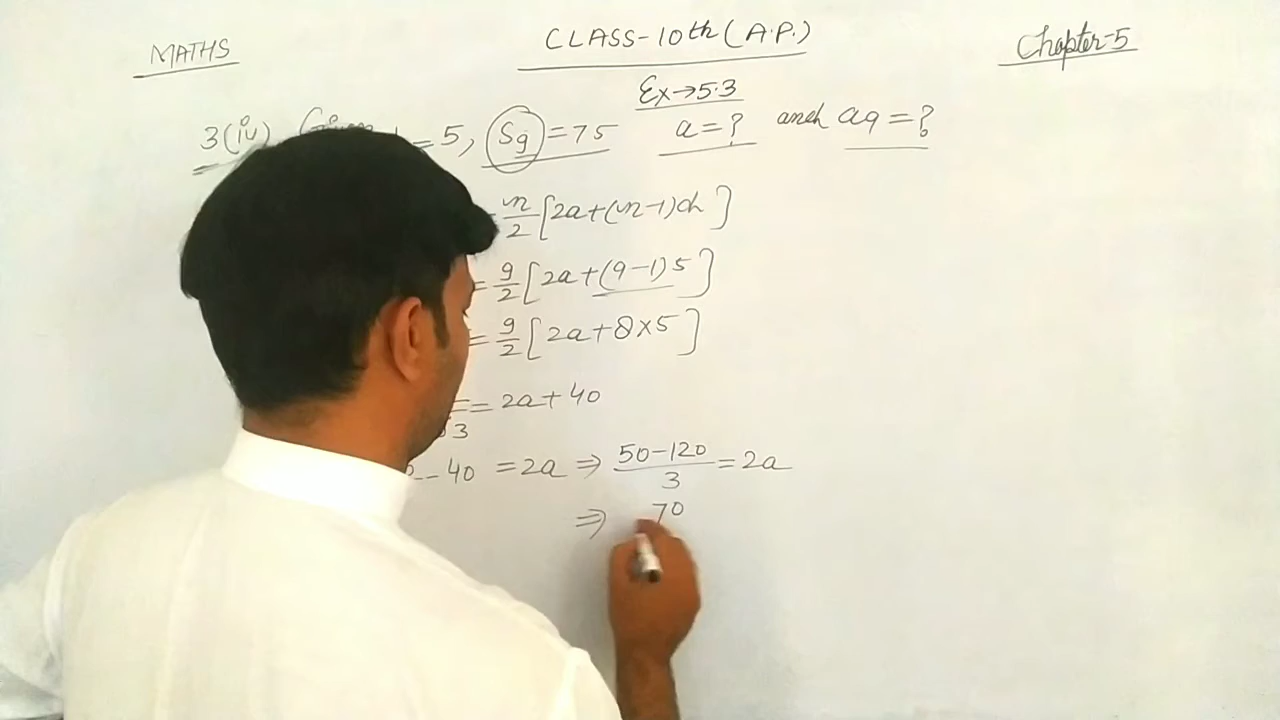 MATHS CLASS-10th (A.P.) Chapter-5
Ex→5.3
3(iv) Given = 5, S9 = 75 a = ? and a9 = ?
n/2 [2a+(n-1)d]
= 9/2 [2a+(9-1)5]
= 9/2 [2a+8×5]
= 2a+40
3
-40 = 2a ⇒ 50-120/3 = 2a
⇒ 70